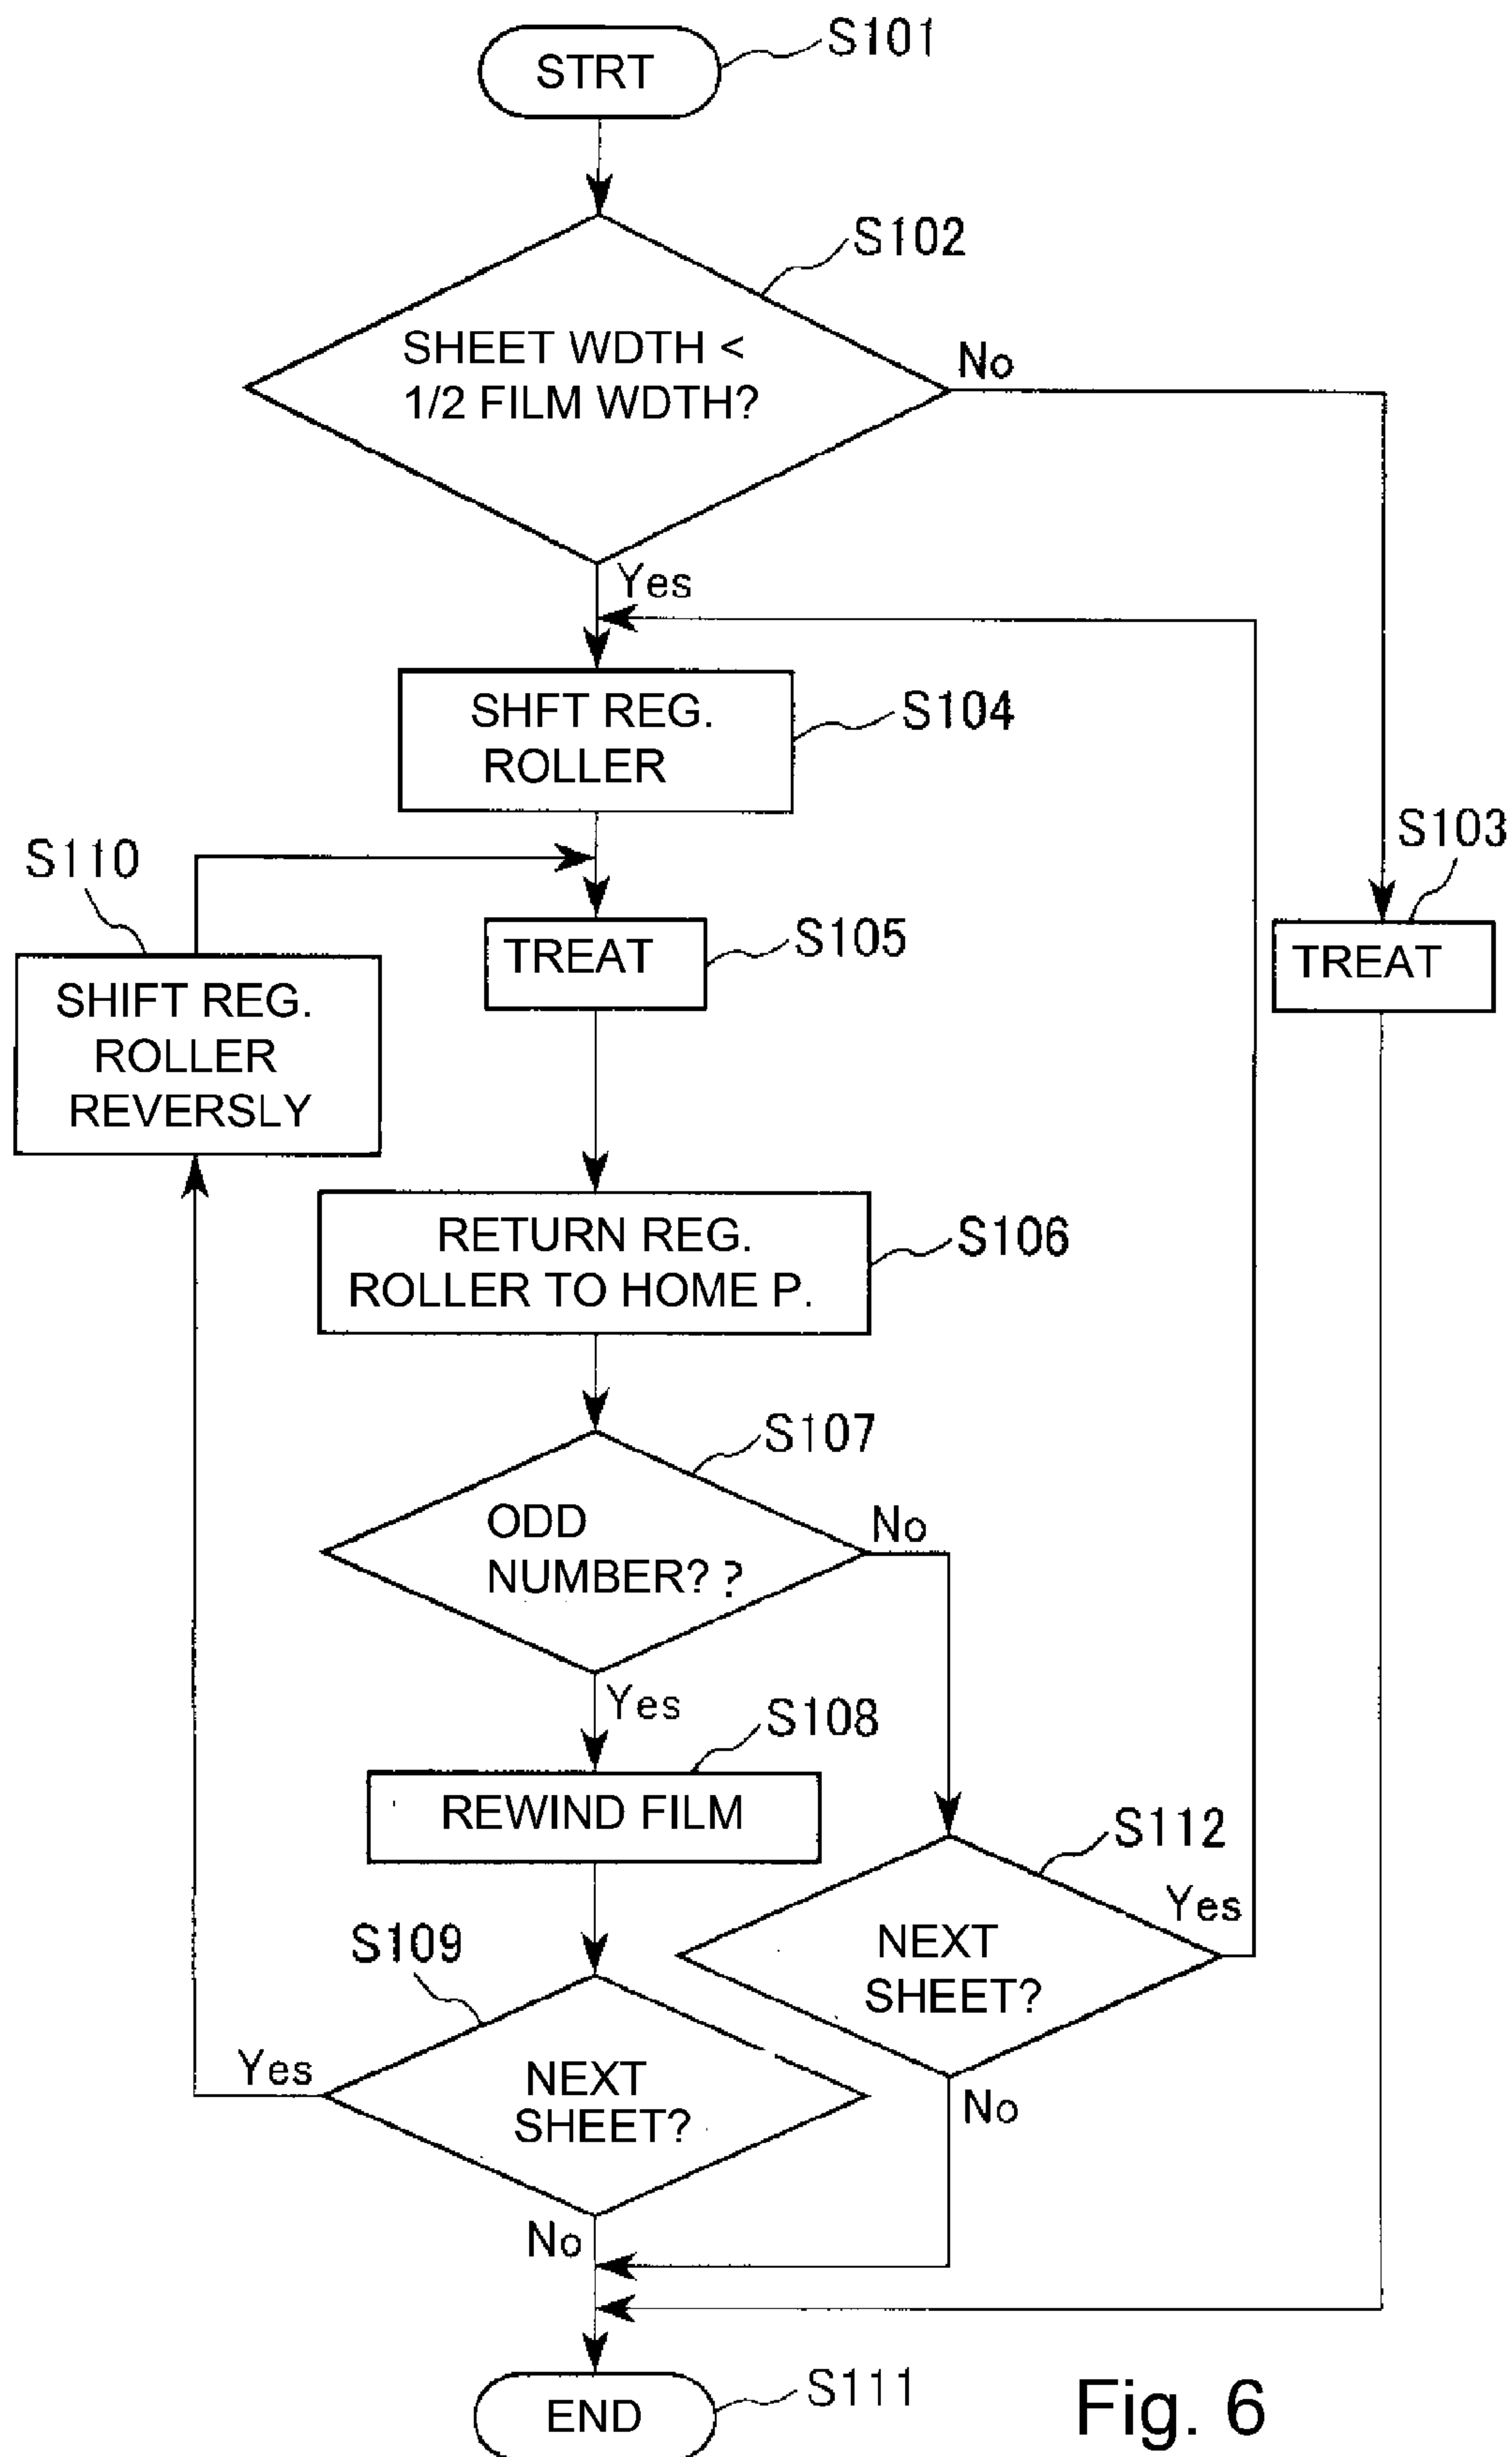 STRT
S101
S102
SHEET WDTH <
1/2 FILM WDTH?
No
Yes
SHFT REG.
ROLLER
S104
S110
S103
TREAT
S105
TREAT
SHIFT REG.
ROLLER
REVERSLY
RETURN REG.
ROLLER TO HOME P.
S106
S107
ODD
NUMBER? ?
No
Yes
S108
REWIND FILM
S112
Yes
NEXT
SHEET?
No
S109
Yes
NEXT
SHEET?
No
END
S111
Fig. 6